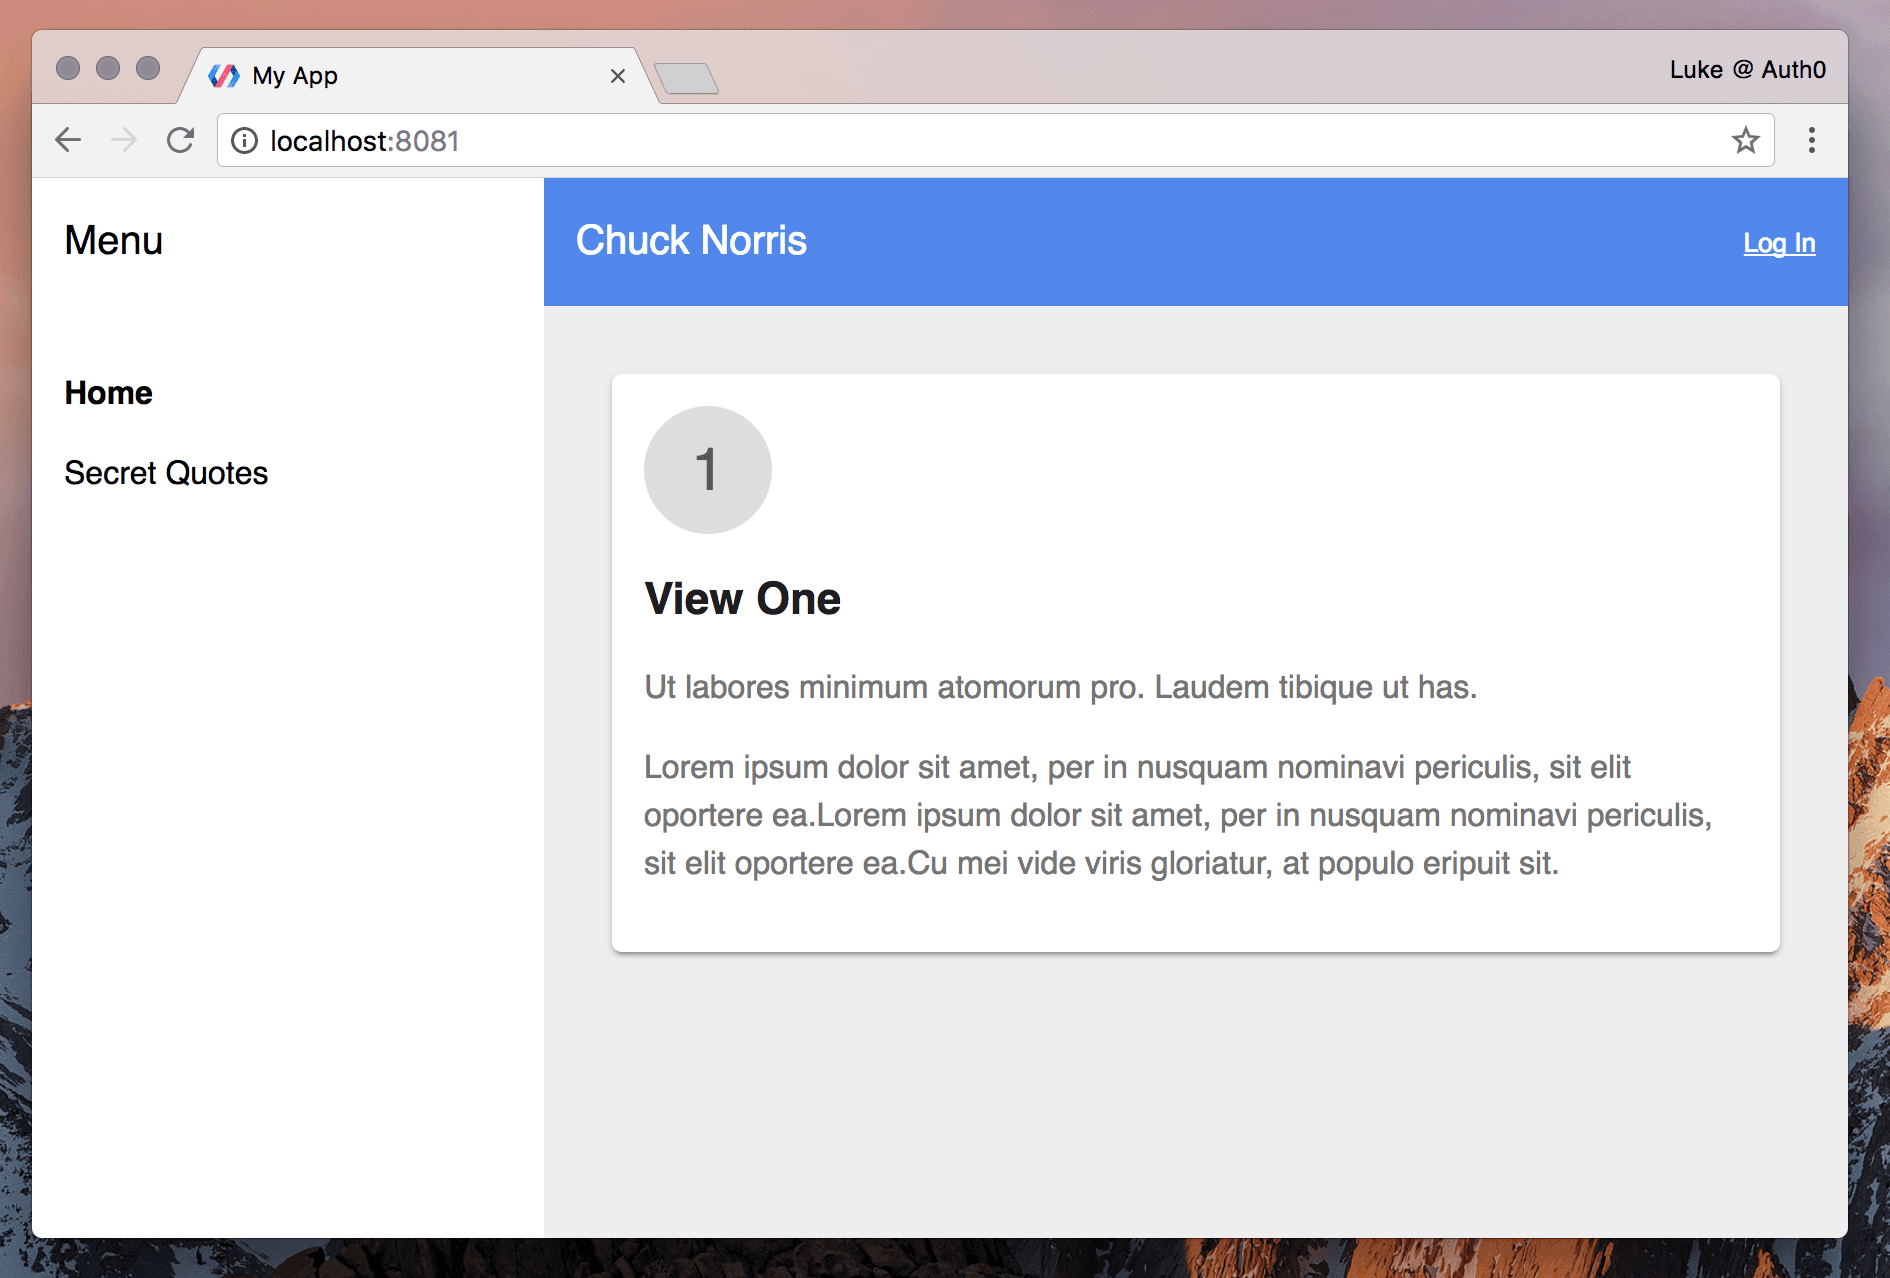 My App
Luke @ Auth0
localhost:8081
Menu
Chuck Norris
Log In
Home
Secret Quotes
1
View One
Ut labores minimum atomorum pro. Laudem tibique ut has.
Lorem ipsum dolor sit amet, per in nusquam nominavi periculis, sit elit
oportere ea.Lorem ipsum dolor sit amet, per in nusquam nominavi periculis,
sit elit oportere ea.Cu mei vide viris gloriatur, at populo eripuit sit.